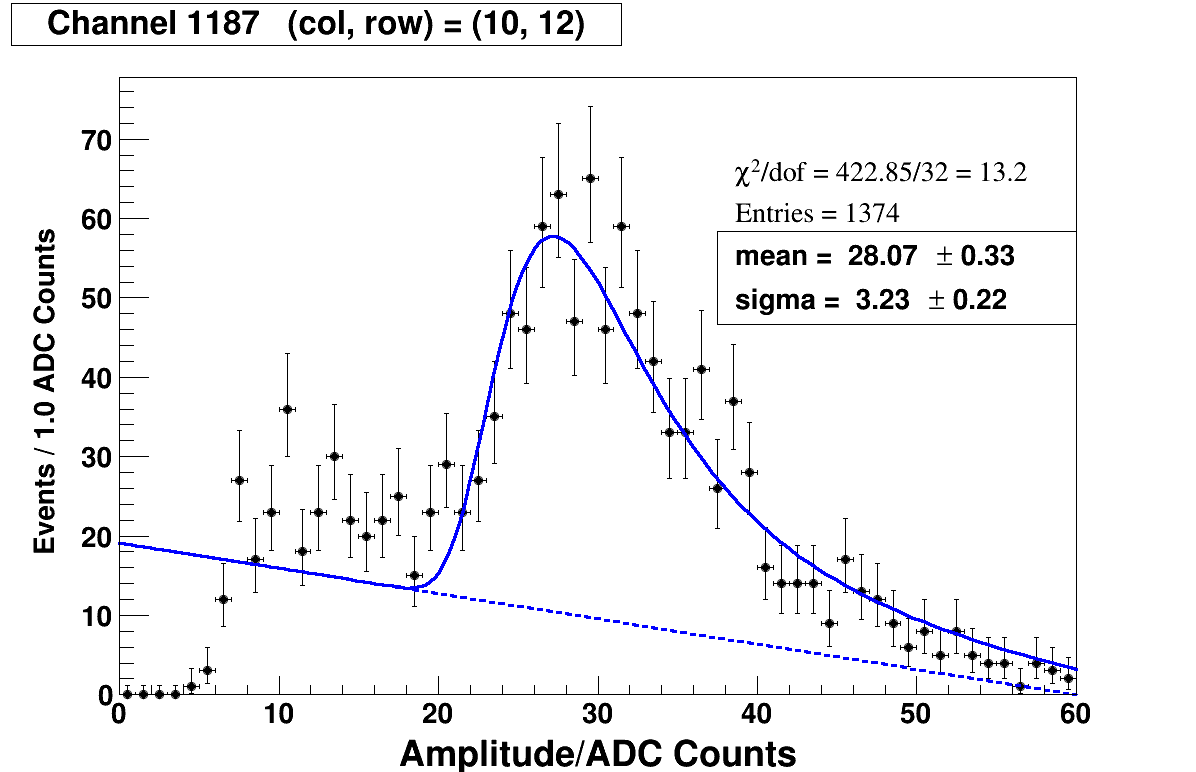 Channel 1187 (col, row) = (10, 12)
χ²/dof = 422.85/32 = 13.2
Entries = 1374
mean = 28.07 ± 0.33
sigma = 3.23 ± 0.22
Events / 1.0 ADC Counts
70
60
50
40
30
20
10
0
0 10 20 30 40 50 60
Amplitude/ADC Counts